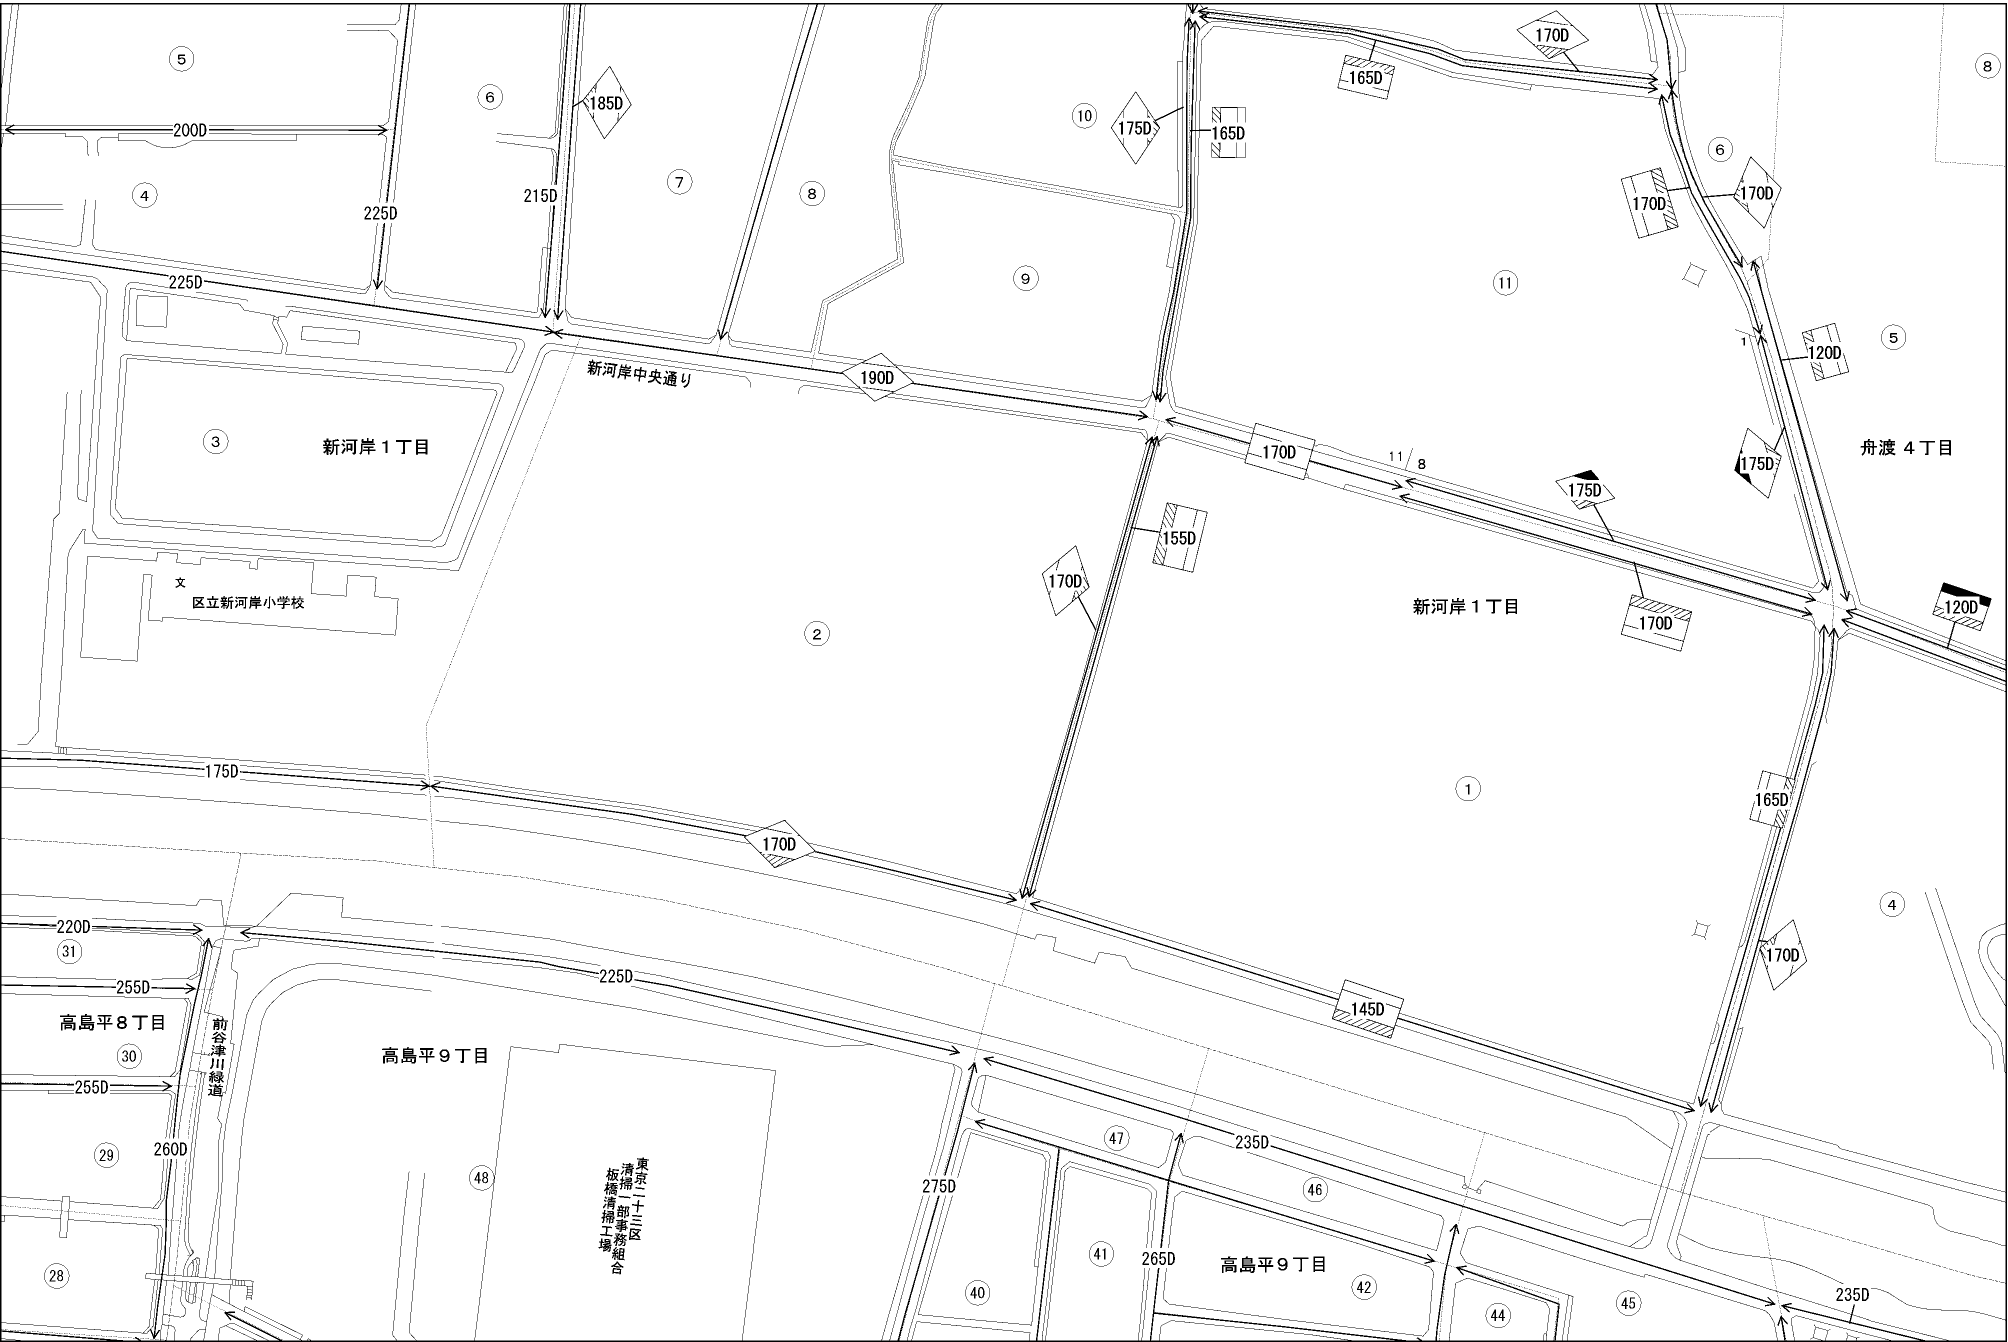 170D
⑤
⑧
165D
⑥
185D
⑩
175D
165D
200D
⑥
④
⑦
⑧
170D
170D
215D
225D
225D
⑨
⑪
1
⑤
120D
新河岸中央通り
190D
③
新河岸1丁目
170D
11
8
175D
175D
舟渡 4丁目
155D
170D
文
区立新河岸小学校
新河岸1丁目
170D
120D
②
175D
①
165D
170D
④
220D
㉛
225D
170D
255D
145D
高島平8丁目
前谷津川緑道
高島平9丁目
㉚
255D
㉙
260D
㊽
東京二十三区
清掃一部事務組合
板橋清掃工場
275D
㊼
235D
㊻
㊶
265D
高島平9丁目
㉘
㊵
㊷
㊹
㊺
235D